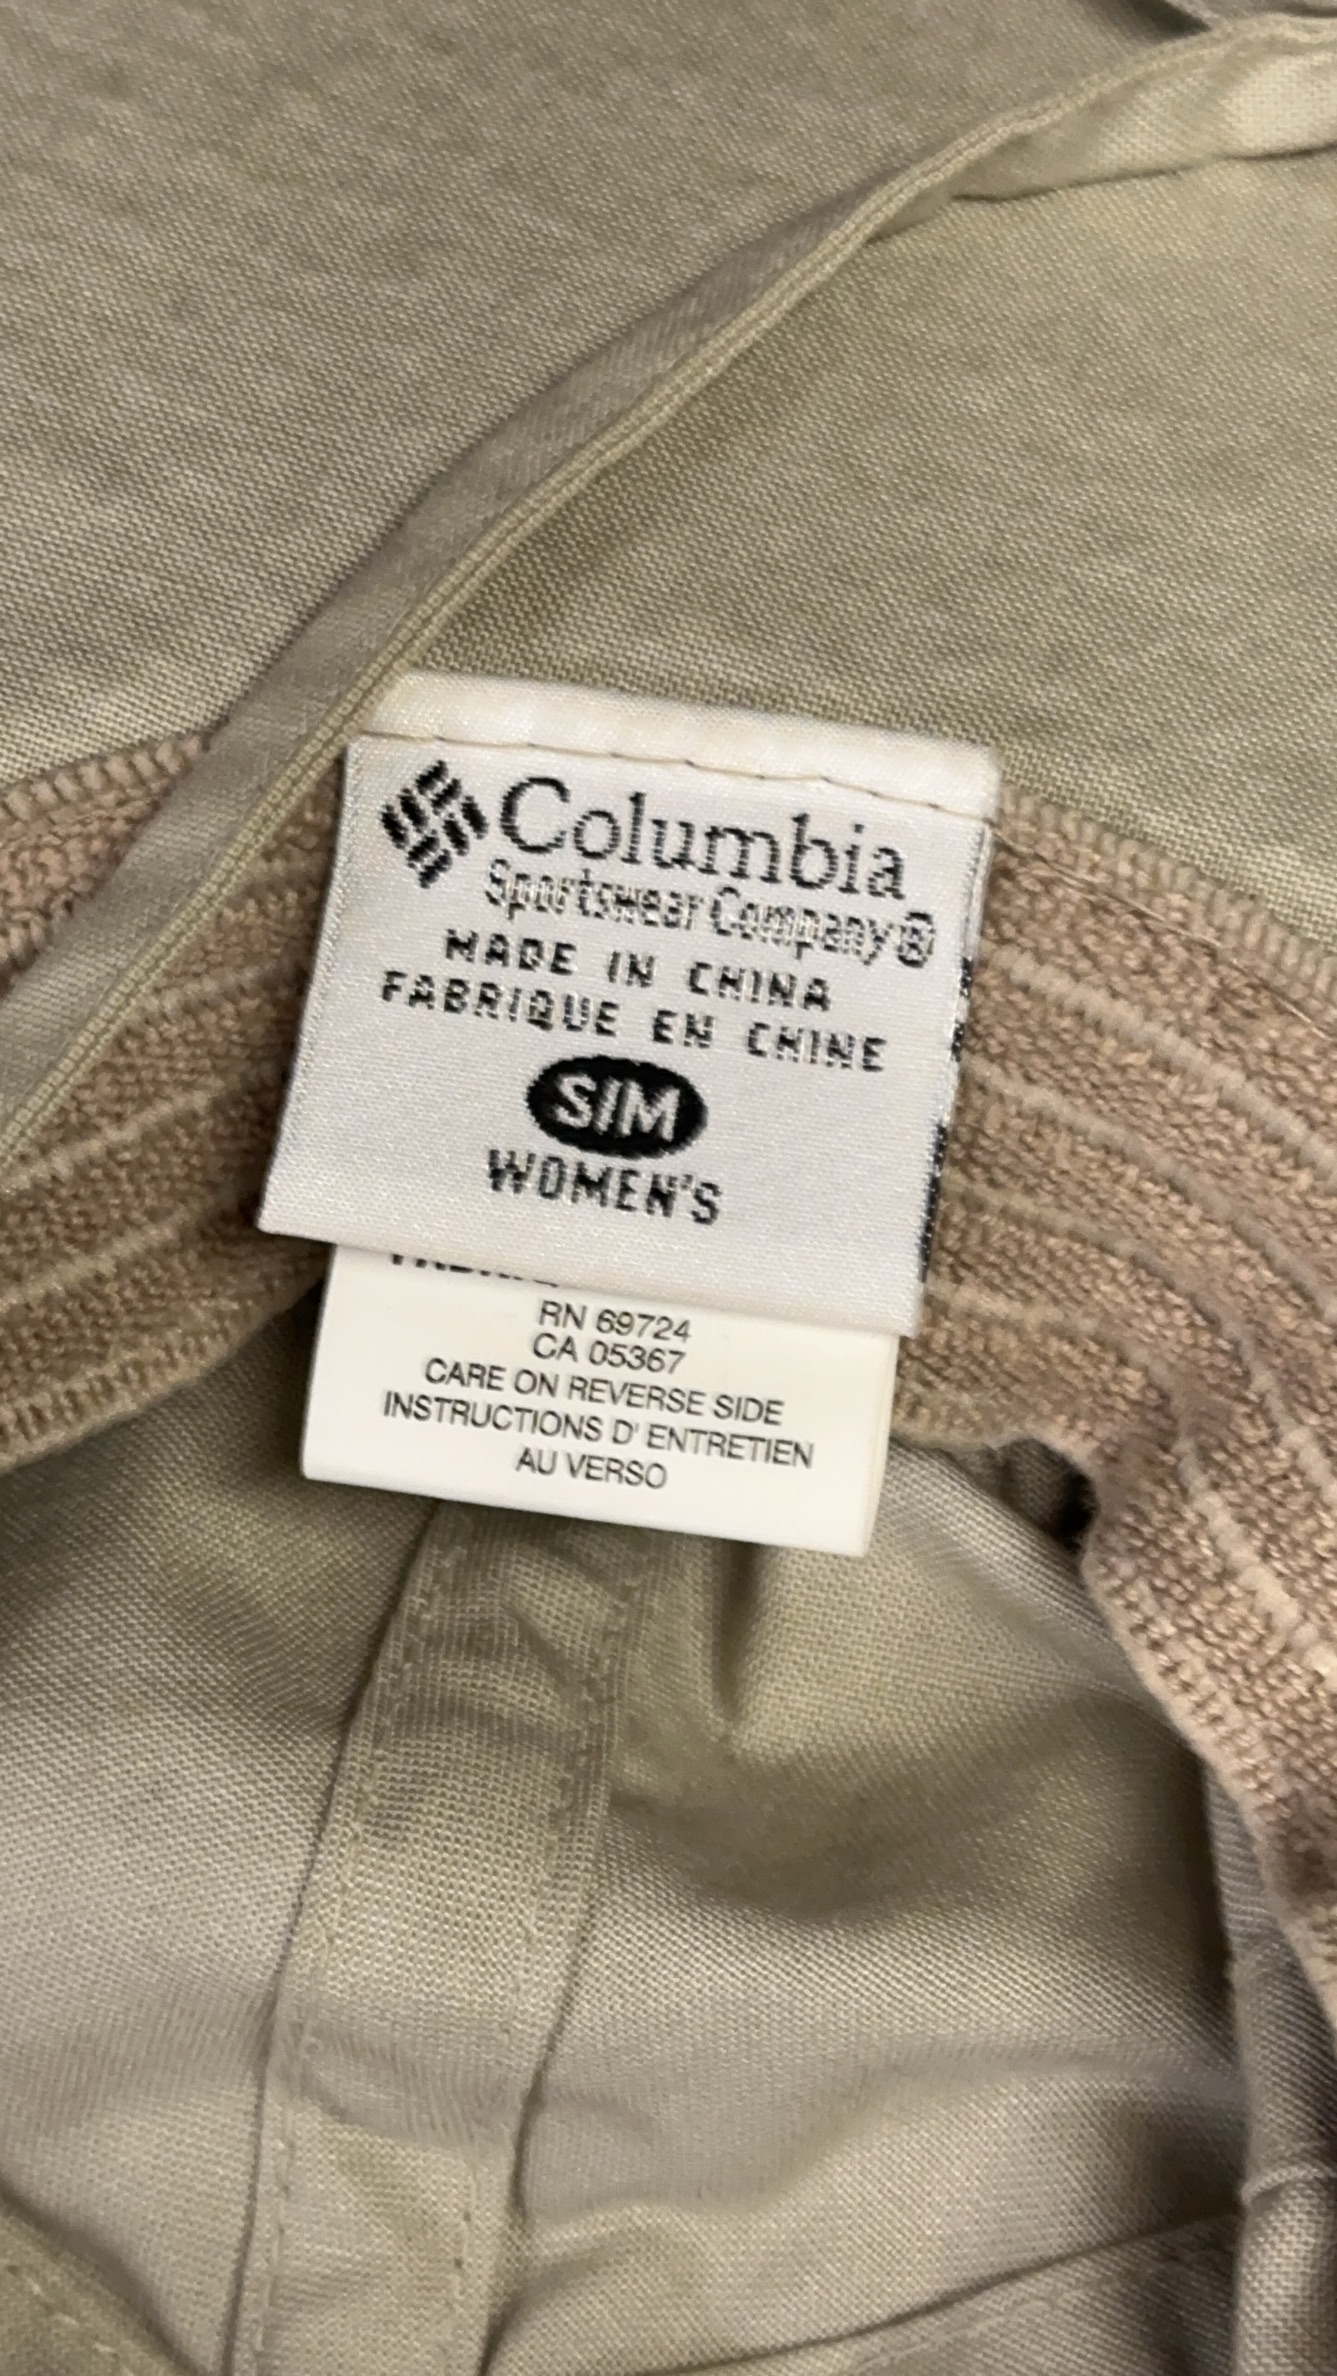 Columbia
Sportswear Company®
MADE IN CHINA
FABRIQUE EN CHINE
S/M
WOMEN'S
RN 69724
CA 05367
CARE ON REVERSE SIDE
INSTRUCTIONS D' ENTRETIEN
AU VERSO